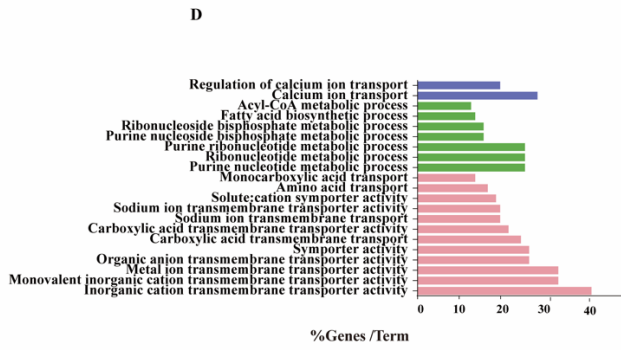 D
Regulation of calcium ion transport
Calcium ion transport
Acyl-CoA metabolic process
Fatty acid biosynthetic process
Ribonucleoside bisphosphate metabolic process
Purine nucleoside bisphosphate metabolic process
Purine ribonucleotide metabolic process
Ribonucleotide metabolic process
Purine nucleotide metabolic process
Monocarboxylic acid transport
Amino acid transport
Solute:cation symporter activity
Sodium ion transmembrane transporter activity
Sodium ion transmembrane transport
Carboxylic acid transmembrane transporter activity
Carboxylic acid transmembrane transport
Symporter activity
Organic anion transmembrane transporter activity
Metal ion transmembrane transporter activity
Monovalent inorganic cation transmembrane transporter activity
Inorganic cation transmembrane transporter activity
0 10 20 30 40
%Genes /Term